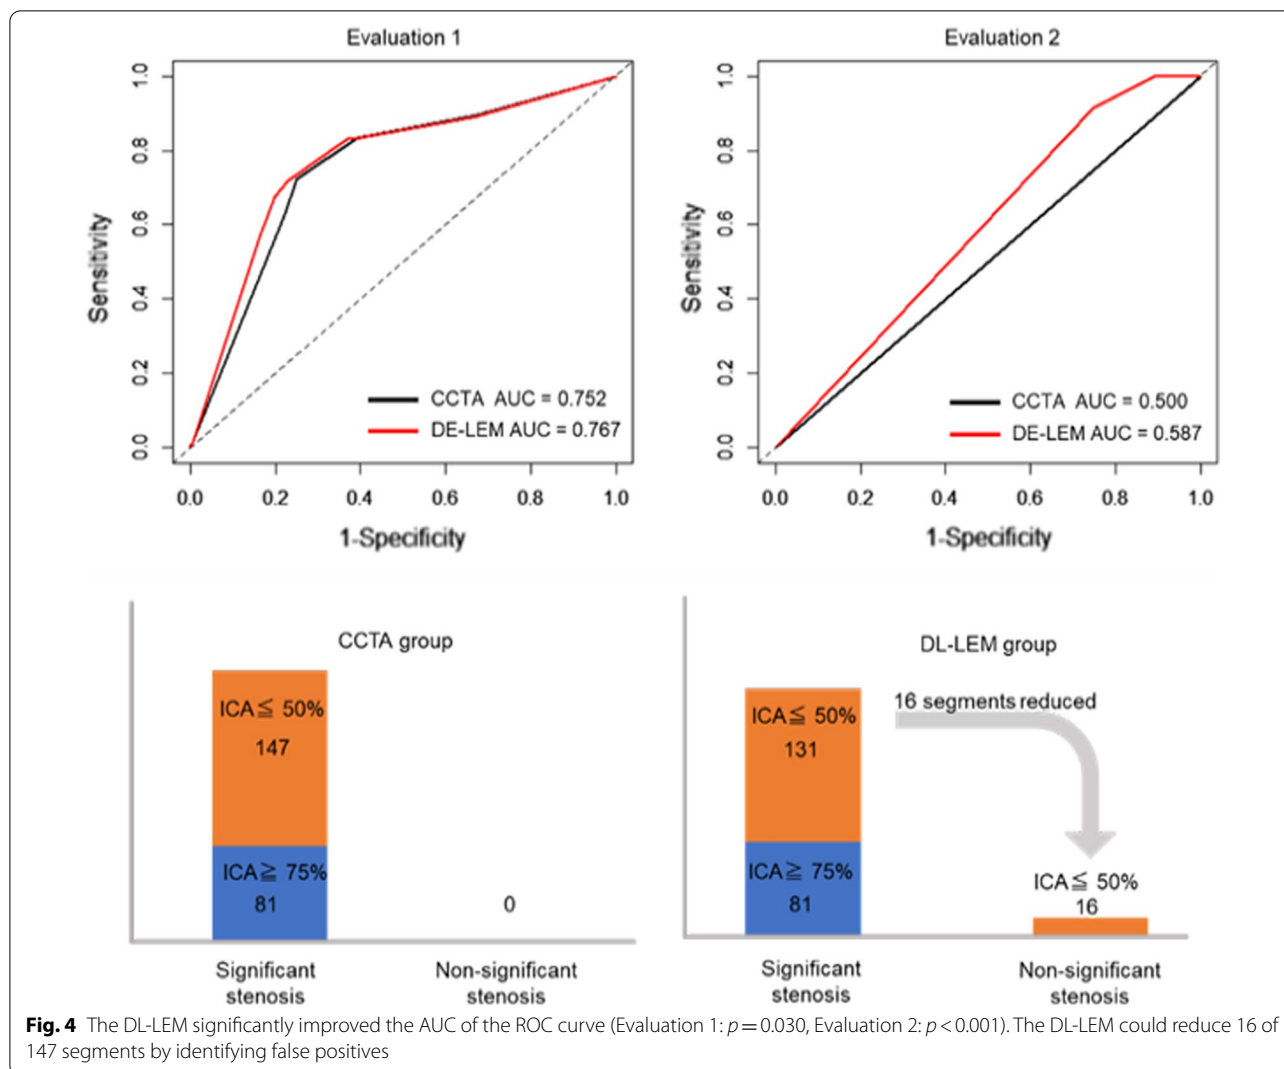 Evaluation 1
1.0
0.8
0.6
0.4
0.2
0.0
Sensitivity
CCTA AUC = 0.752
DE-LEM AUC = 0.767
0.0 0.2 0.4 0.6 0.8 1.0
1-Specificity
Evaluation 2
1.0
0.8
0.6
0.4
0.2
0.0
Sensitivity
CCTA AUC = 0.500
DE-LEM AUC = 0.587
0.0 0.2 0.4 0.6 0.8 1.0
1-Specificity
CCTA group
ICA≦ 50%
147
ICA≧ 75%
81
0
Significant
stenosis
Non-significant
stenosis
DL-LEM group
16 segments reduced
ICA≦ 50%
131
ICA≧ 75%
81
ICA≦ 50%
16
Significant
stenosis
Non-significant
stenosis
Fig. 4 The DL-LEM significantly improved the AUC of the ROC curve (Evaluation 1: p = 0.030, Evaluation 2: p < 0.001). The DL-LEM could reduce 16 of
147 segments by identifying false positives